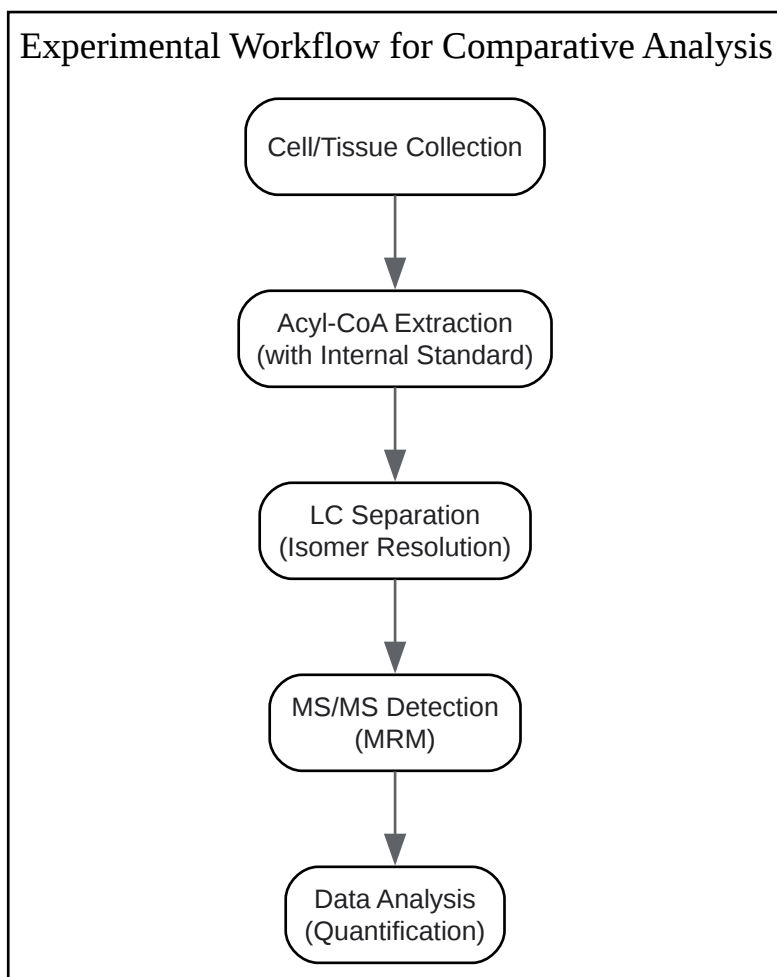 Experimental Workflow for Comparative Analysis
Cell/Tissue Collection
Acyl-CoA Extraction
(with Internal Standard)
LC Separation
(Isomer Resolution)
MS/MS Detection
(MRM)
Data Analysis
(Quantification)